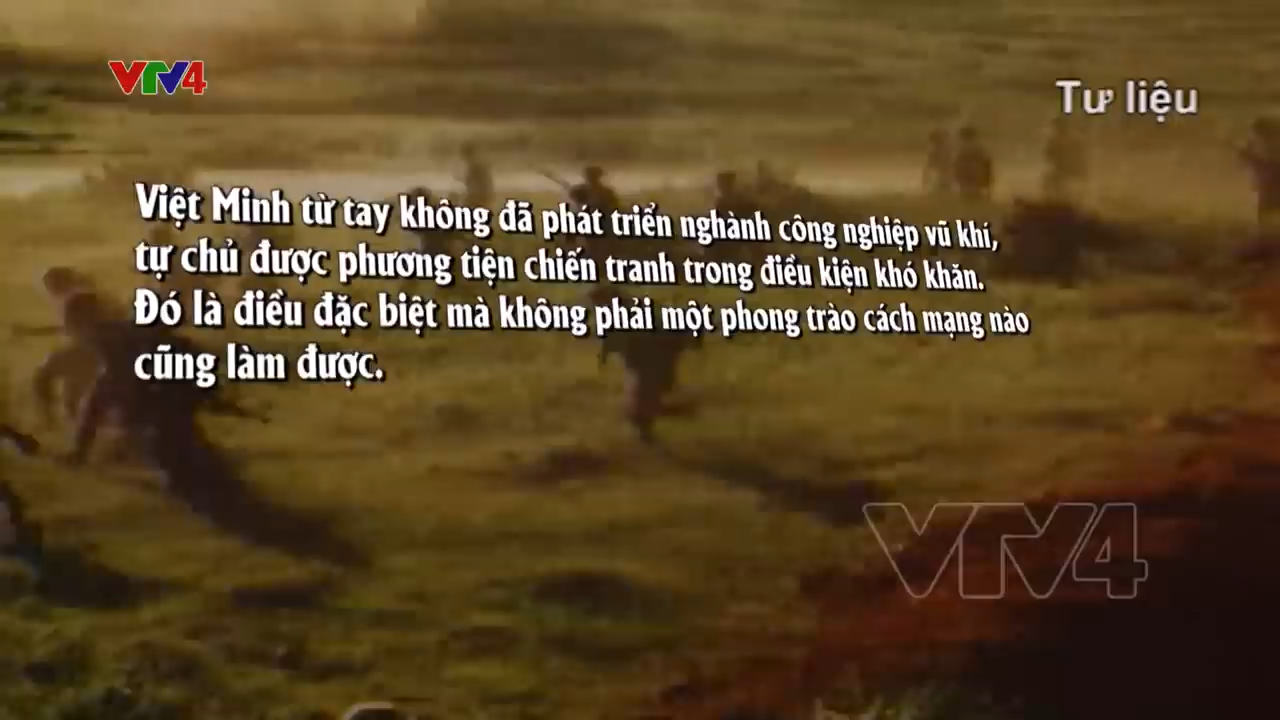 VTV4
Tư liệu
Việt Minh từ tay không đã phát triển nghành công nghiệp vũ khí,
tự chủ được phương tiện chiến tranh trong điều kiện khó khăn.
Đó là điều đặc biệt mà không phải một phong trào cách mạng nào
cũng làm được.
VTV4